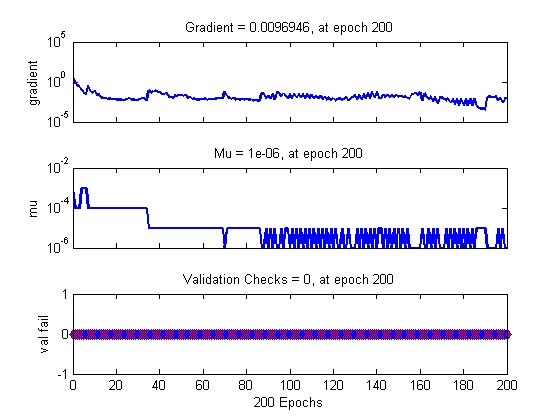 Gradient = 0.0096946, at epoch 200
10^5
10^0
10^-5
gradient
Mu = 1e-06, at epoch 200
10^-2
10^-4
10^-6
mu
Validation Checks = 0, at epoch 200
1
0
-1
val fail
0 20 40 60 80 100 120 140 160 180 200
200 Epochs